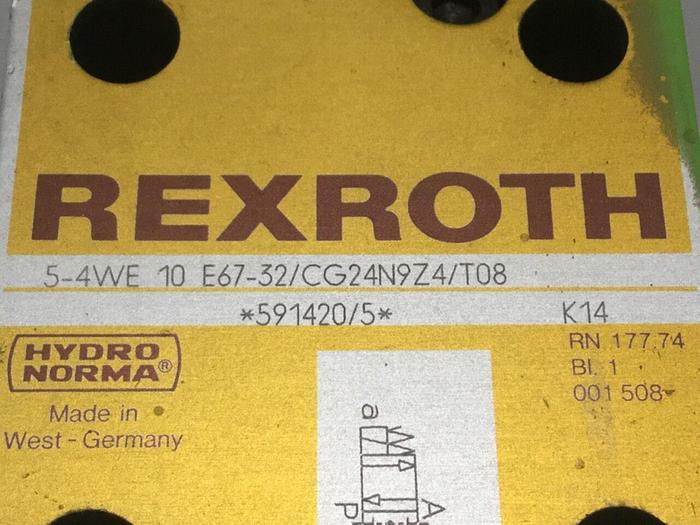 REXROTH
5-4WE 10 E67-32/CG24N9Z4/T08
*591420/5* K14
RN 177,74
Bl. 1
001 508
HYDRO
NORMA®
Made in
West - Germany
a
A
P